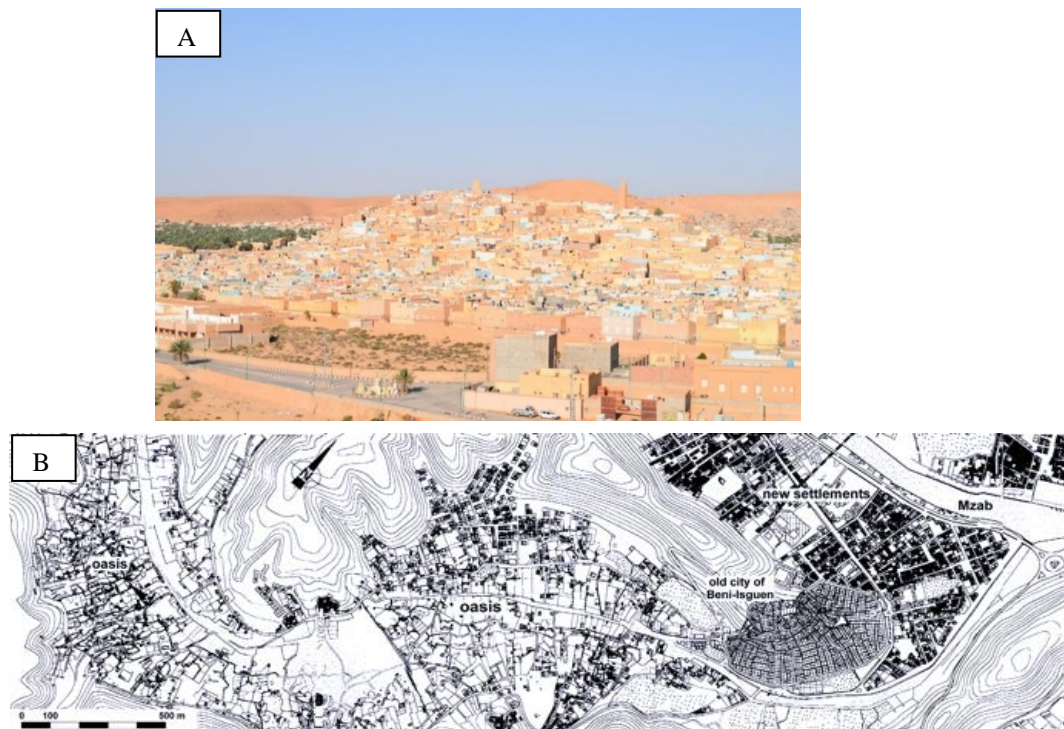 A
B
oasis
oasis
new settlements
Mzab
old city of
Beni-Isguen
0 100 500 m